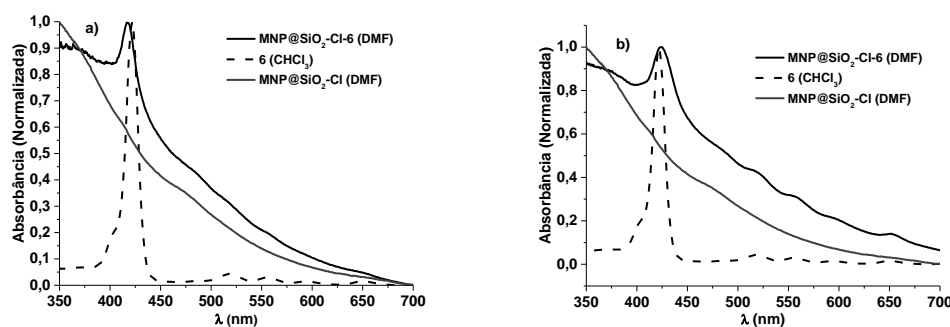 a)
MNP@SiO₂-Cl-6 (DMF)
6 (CHCl₃)
MNP@SiO₂-Cl (DMF)
Absorbância (Normalizada)
1,0
0,9
0,8
0,7
0,6
0,5
0,4
0,3
0,2
0,1
0,0
350 400 450 500 550 600 650 700
λ (nm)
b)
MNP@SiO₂-Cl-6 (DMF)
6 (CHCl₃)
MNP@SiO₂-Cl (DMF)
Absorbância (Normalizada)
1,0
0,8
0,6
0,4
0,2
0,0
350 400 450 500 550 600 650 700
λ (nm)